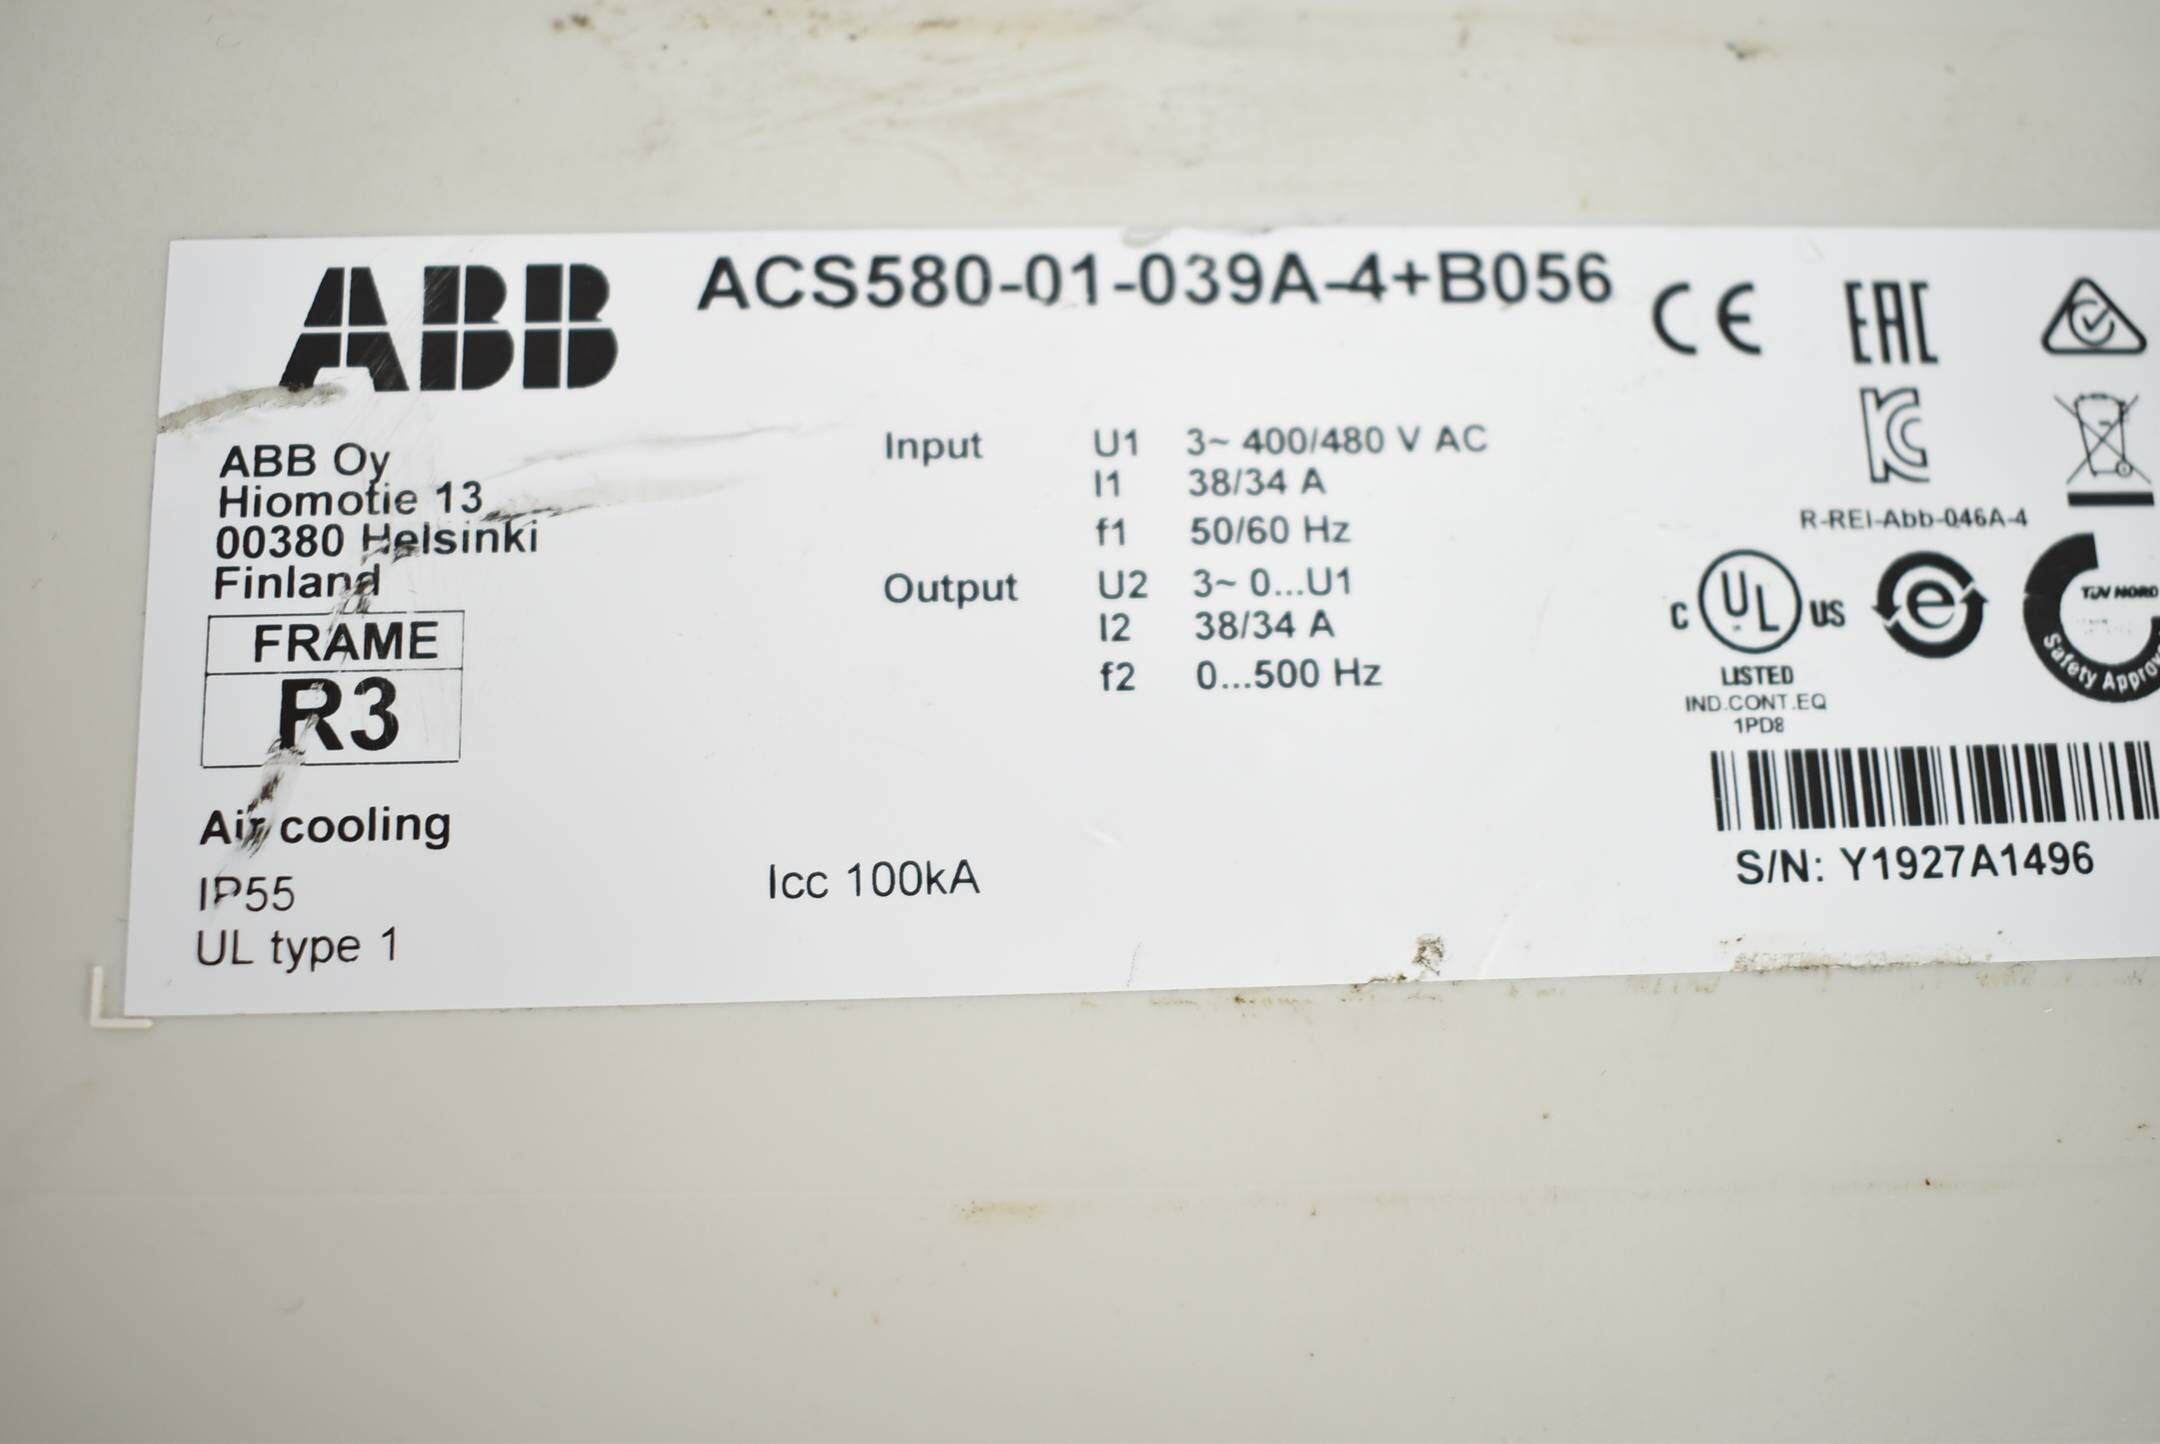 ABB
ACS580-01-039A-4+B056
CE
EAC
ABB Oy
Hiomotie 13
00380 Helsinki
Finland
FRAME
R3
Air cooling
IP55
UL type 1
Input U1 3~ 400/480 V AC
I1 38/34 A
f1 50/60 Hz
Output U2 3~ 0...U1
I2 38/34 A
f2 0...500 Hz
Icc 100kA
R-REI-Abb-046A-4
C UL US
LISTED
IND.CONT.EQ
1PD8
e
TÜV NORD
Safety
S/N: Y1927A1496